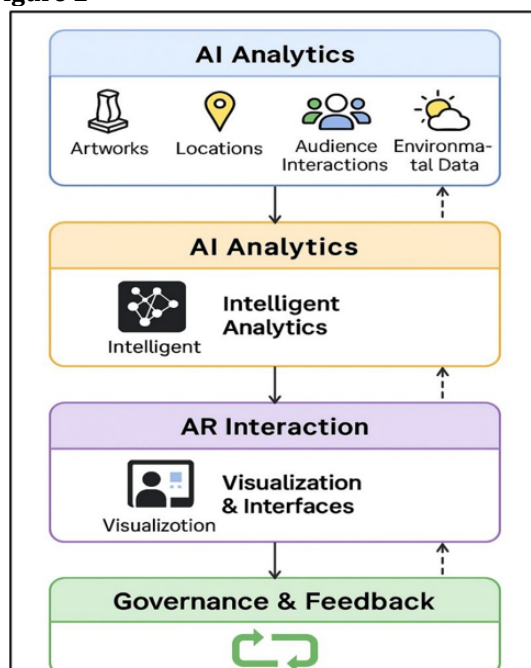 AI Analytics
Artworks
Locations
Audience
Interactions
Environma-
tal Data
AI Analytics
Intelligent
Intelligent
Analytics
AR Interaction
Visualizotion
Visualization
& Interfaces
Governance & Feedback